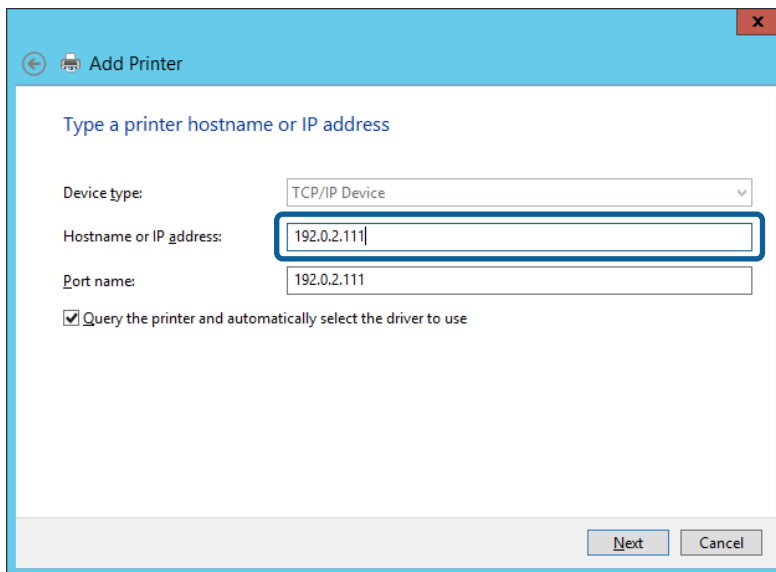 x
Add Printer
Type a printer hostname or IP address
Device type: TCP/IP Device
Hostname or IP address: 192.0.2.111
Port name: 192.0.2.111
Query the printer and automatically select the driver to use
Next Cancel